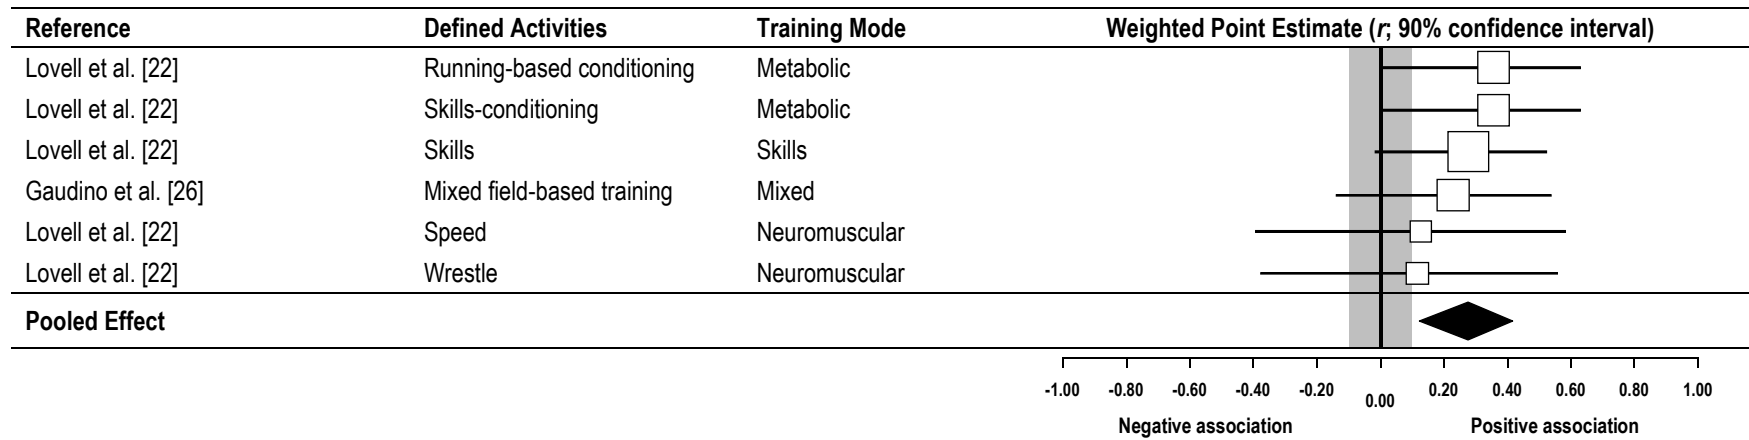 Reference Defined Activities Training Mode Weighted Point Estimate (r; 90% confidence interval)
Lovell et al. [22] Running-based conditioning Metabolic
Lovell et al. [22] Skills-conditioning Metabolic
Lovell et al. [22] Skills Skills
Gaudino et al. [26] Mixed field-based training Mixed
Lovell et al. [22] Speed Neuromuscular
Lovell et al. [22] Wrestle Neuromuscular
Pooled Effect
-1.00 -0.80 -0.60 -0.40 -0.20 0.00 0.20 0.40 0.60 0.80 1.00
Negative association Positive association